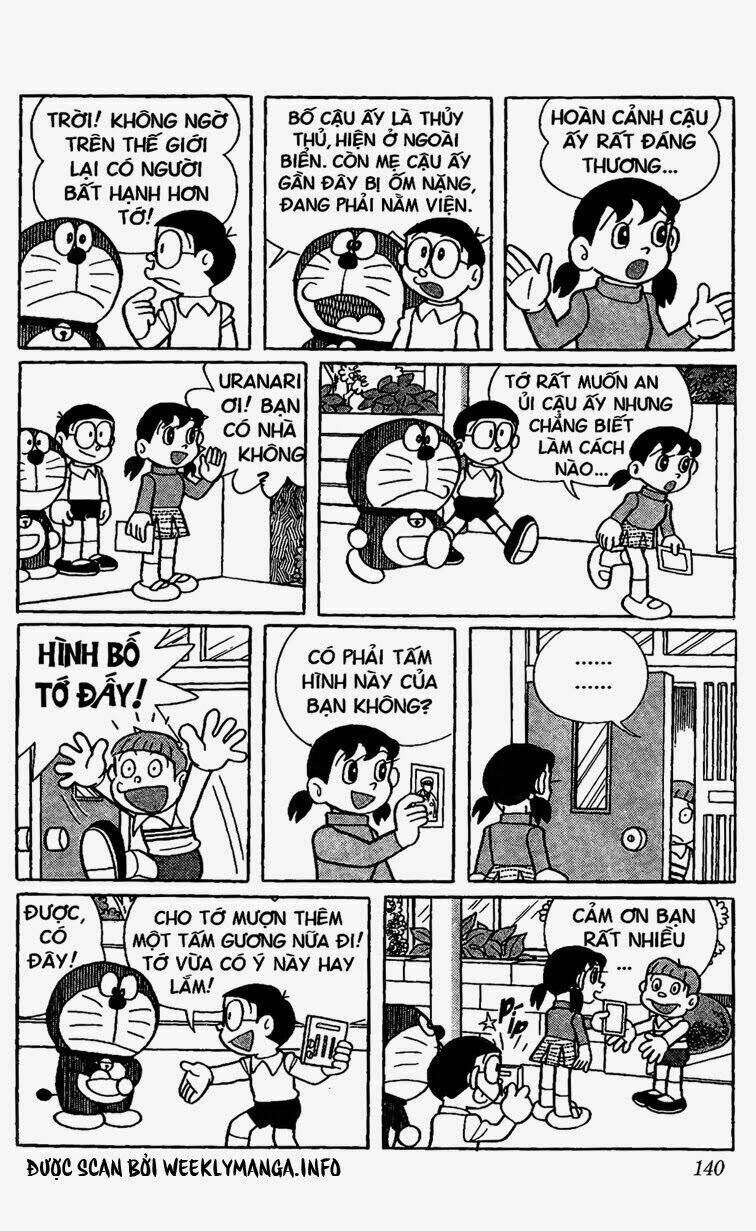 HOÀN CẢNH CẬU
ẤY RẤT ĐÁNG
THƯƠNG...
BỐ CẬU ẤY LÀ THỦY
THỦ, HIỆN Ở NGOÀI
BIỂN. CÒN MẸ CẬU ẤY
GẦN ĐÂY BỊ ỐM NẶNG,
ĐANG PHẢI NẰM VIỆN.
TRỜI! KHÔNG NGỜ
TRÊN THẾ GIỚI
LẠI CÓ NGƯỜI
BẤT HẠNH HƠN
TỚ!
TỚ RẤT MUỐN AN
ỦI CẬU ẤY NHƯNG
CHẲNG BIẾT
LÀM CÁCH
NÀO...
URANARI
ƠI! BẠN
CÓ NHÀ
KHÔNG
?
......
......
CÓ PHẢI TẤM
HÌNH NÀY CỦA
BẠN KHÔNG?
HÌNH BỐ
TỚ ĐẤY!
CẢM ƠN BẠN
RẤT NHIỀU
...
Píp
CHO TỚ MƯỢN THÊM
MỘT TẤM GƯƠNG NỮA ĐI!
TỚ VỪA CÓ Ý NÀY HAY
LẮM!
ĐƯỢC,
CÓ
ĐÂY!
ĐƯỢC SCAN BỞI WEEKLYMANGA.INFO
140